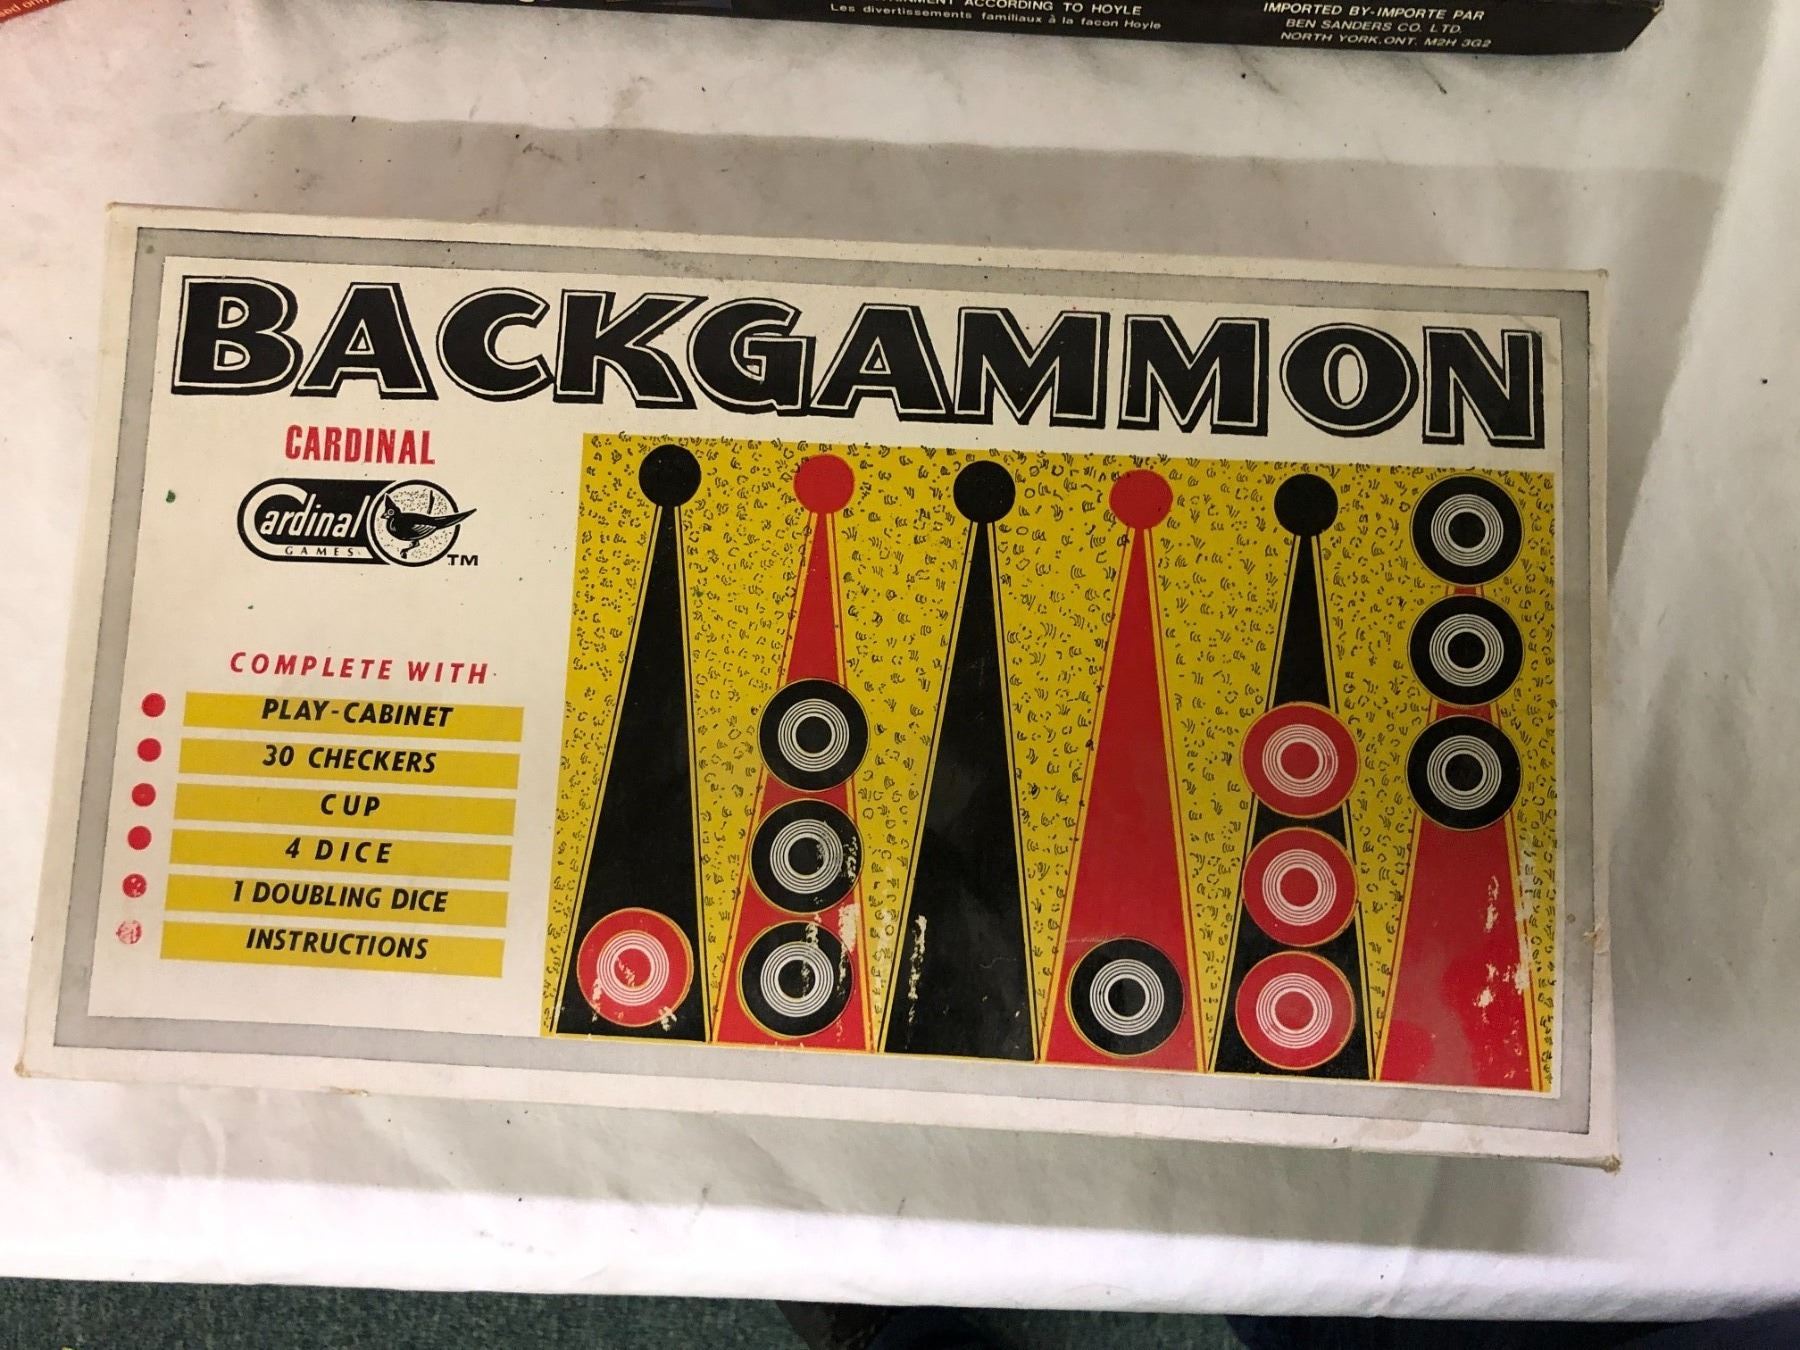 ACCORDING TO HOYLE
Les divertissements familiaux à la facon Hoyle
IMPORTED BY-IMPORTE PAR
BEN SANDERS CO. LTD.
NORTH YORK, ONT. M2H 3G2
BACKGAMMON
CARDINAL
Cardinal
GAMES
TM
COMPLETE WITH
PLAY-CABINET
30 CHECKERS
CUP
4 DICE
1 DOUBLING DICE
INSTRUCTIONS